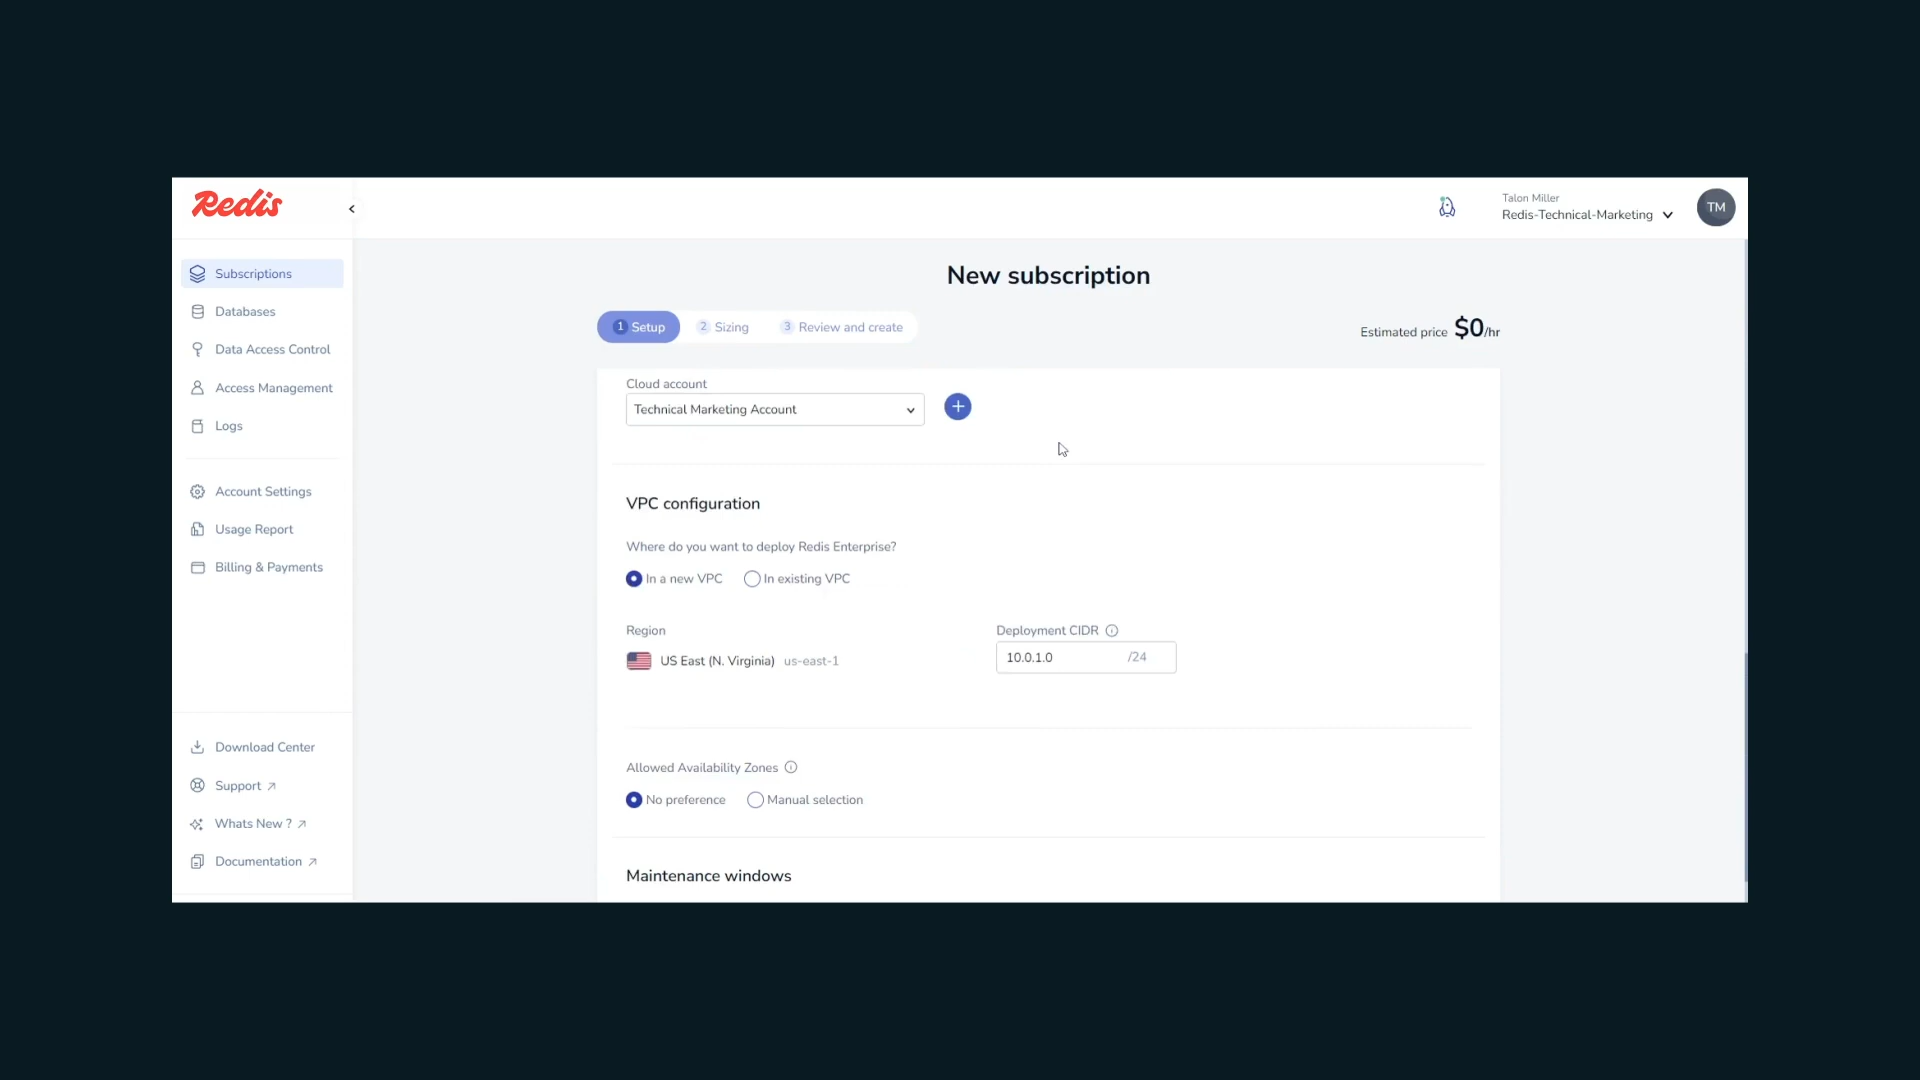 Redis
Talon Miller
Redis-Technical-Marketing
TM
Subscriptions
Databases
Data Access Control
Access Management
Logs
Account Settings
Usage Report
Billing & Payments
Download Center
Support
Whats New ?
Documentation
New subscription
1 Setup 2 Sizing 3 Review and create
Estimated price $0/hr
Cloud account
Technical Marketing Account
VPC configuration
Where do you want to deploy Redis Enterprise?
In a new VPC In existing VPC
Region
US East (N. Virginia) us-east-1
Deployment CIDR
10.0.1.0 /24
Allowed Availability Zones
No preference Manual selection
Maintenance windows